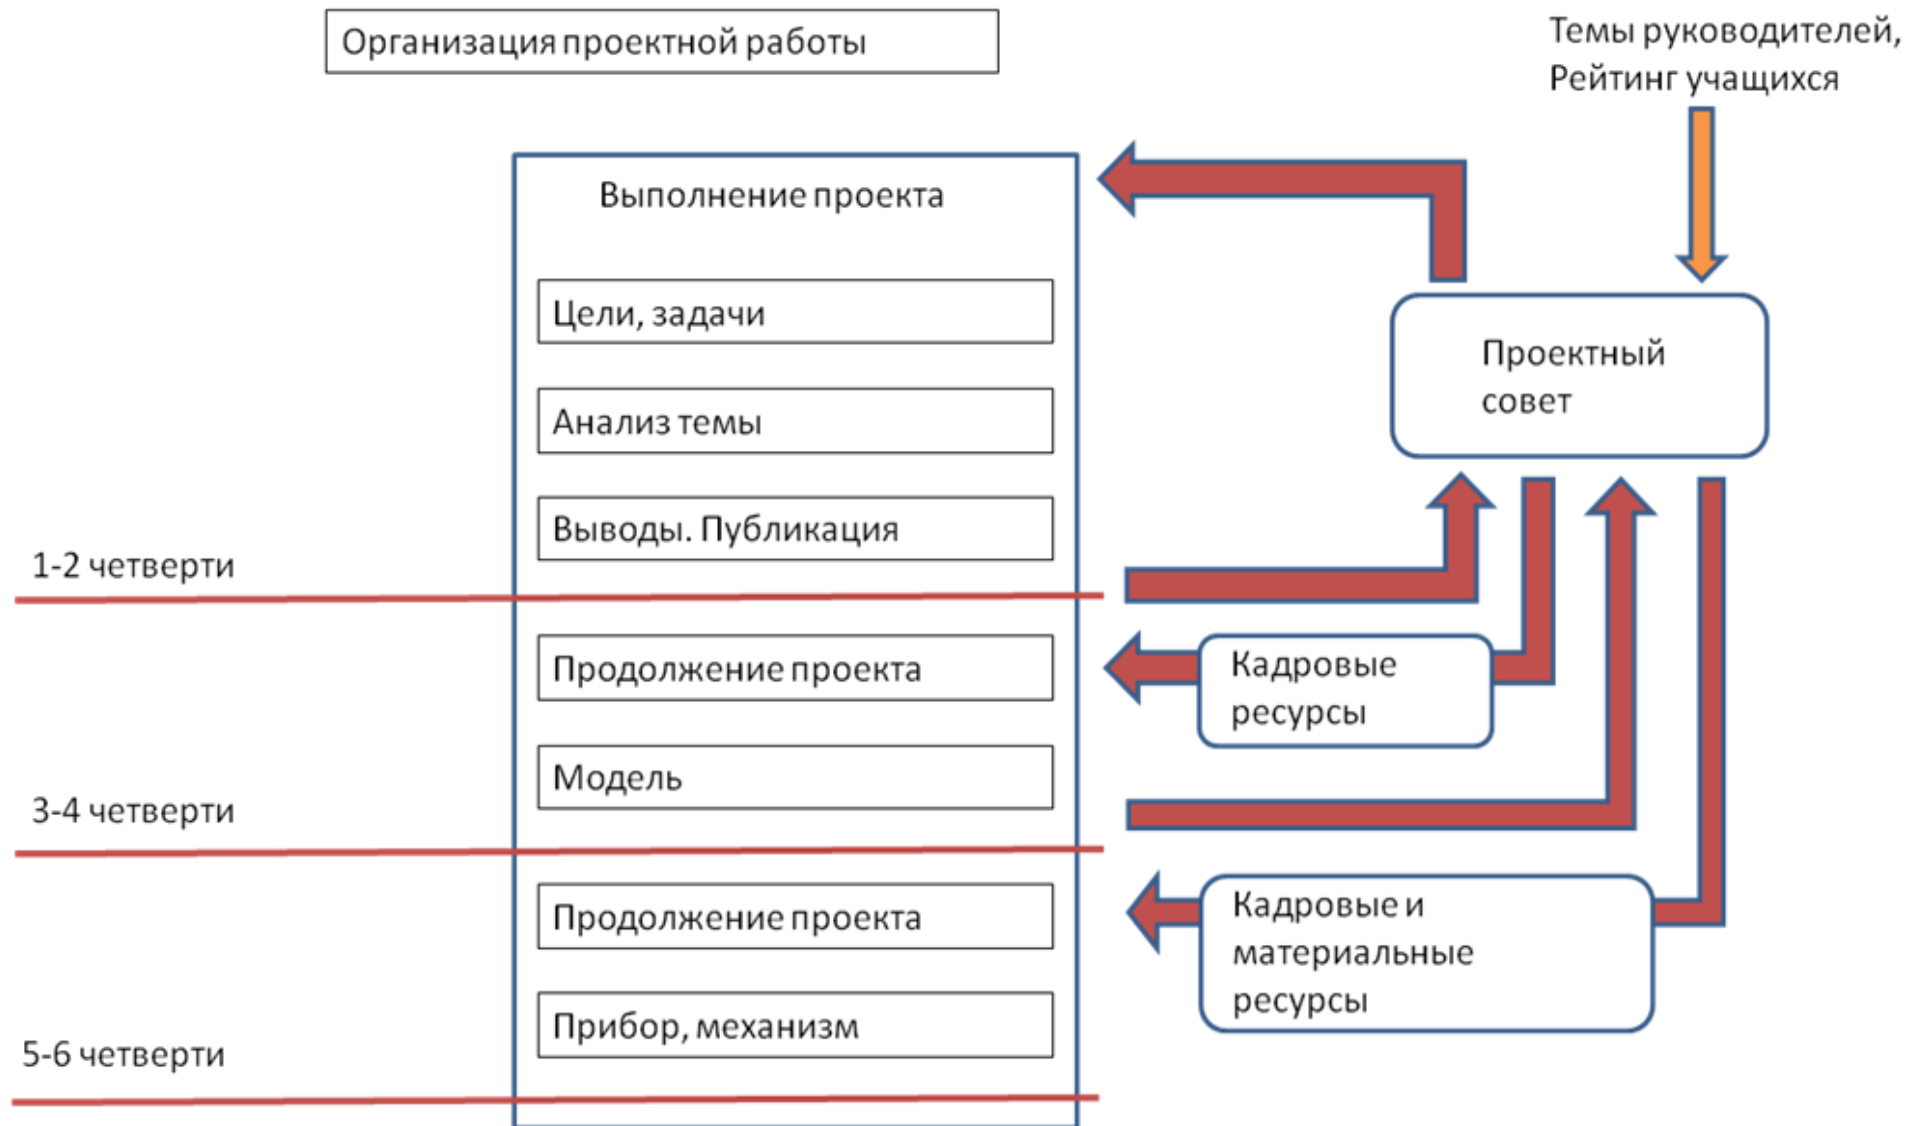 Организация проектной работы
Темы руководителей,
Рейтинг учащихся
Выполнение проекта
Цели, задачи
Проектный
совет
Анализ темы
Выводы. Публикация
1-2 четверти
Продолжение проекта
Кадровые
ресурсы
Модель
3-4 четверти
Продолжение проекта
Кадровые и
материальные
ресурсы
Прибор, механизм
5-6 четверти